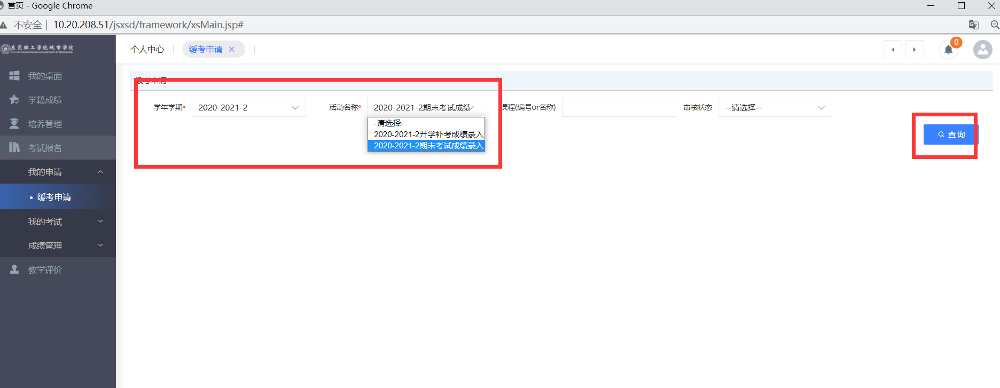 首页 - Google Chrome
不安全 | 10.20.208.51/jsxsd/framework/xsMain.jsp#
东莞理工学院城市学院
个人中心
缓考申请 ×
0
我的桌面
学籍成绩
培养管理
考试报名
我的申请
• 缓考申请
我的考试
成绩管理
教学评价
缓考申请
学年学期*
2020-2021-2
活动名称*
2020-2021-2期末考试成绩
课程(编号or名称)
审核状态
--请选择--
-请选择-
2020-2021-2开学补考成绩录入
2020-2021-2期末考试成绩录入
查询